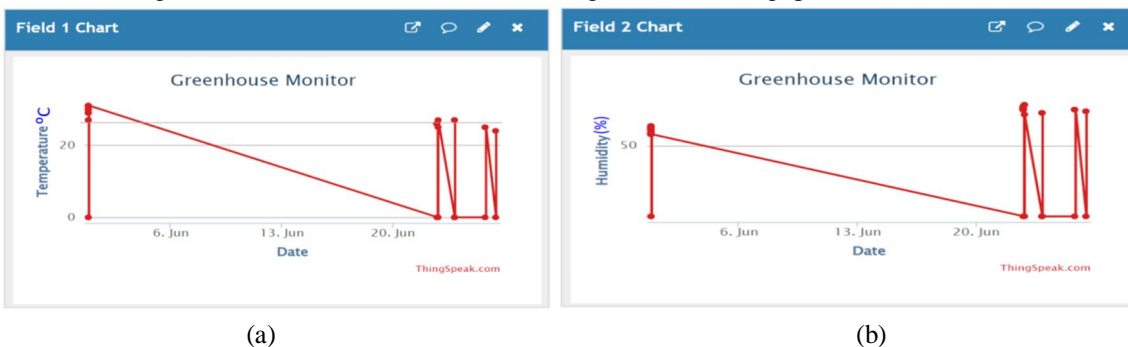 Field 1 Chart
Greenhouse Monitor
Temperature°C
20
0
6. Jun
13. Jun
20. Jun
Date
ThingSpeak.com
(a)
Field 2 Chart
Greenhouse Monitor
Humidity(%)
50
6. Jun
13. Jun
20. Jun
Date
ThingSpeak.com
(b)